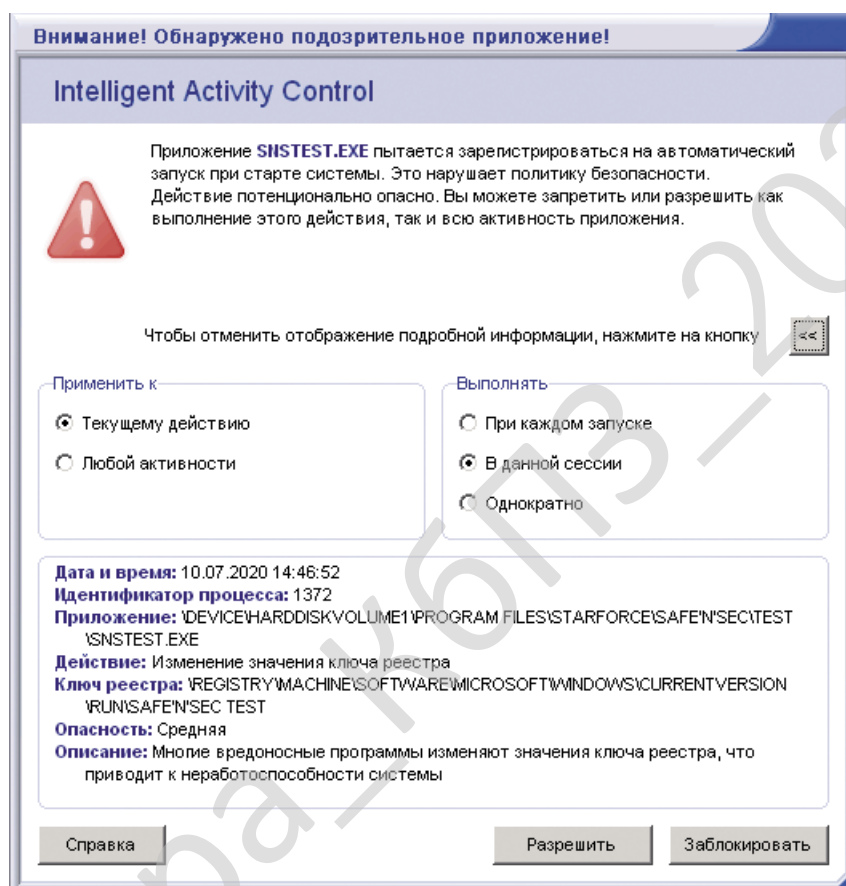 Внимание! Обнаружено подозрительное приложение!
Intelligent Activity Control
Приложение SNSTEST.EXE пытается зарегистрироваться на автоматический
запуск при старте системы. Это нарушает политику безопасности.
Действие потенциально опасно. Вы можете запретить или разрешить как
выполнение этого действия, так и всю активность приложения.
Чтобы отменить отображение подробной информации, нажмите на кнопку <<
Применить к
Текущему действию
Любой активности
Выполнять
При каждом запуске
В данной сессии
Однократно
Дата и время: 10.07.2020 14:46:52
Идентификатор процесса: 1372
Приложение: \DEVICE\HARDDISKVOLUME1\PROGRAM FILES\STARFORCE\SAFE'N'SEC\TEST
\SNSTEST.EXE
Действие: Изменение значения ключа реестра
Ключ реестра: \REGISTRY\MACHINE\SOFTWARE\MICROSOFT\WINDOWS\CURRENTVERSION
\RUN\SAFE'N'SEC TEST
Опасность: Средняя
Описание: Многие вредоносные программы изменяют значения ключа реестра, что
приводит к неработоспособности системы
Справка
Разрешить
Заблокировать